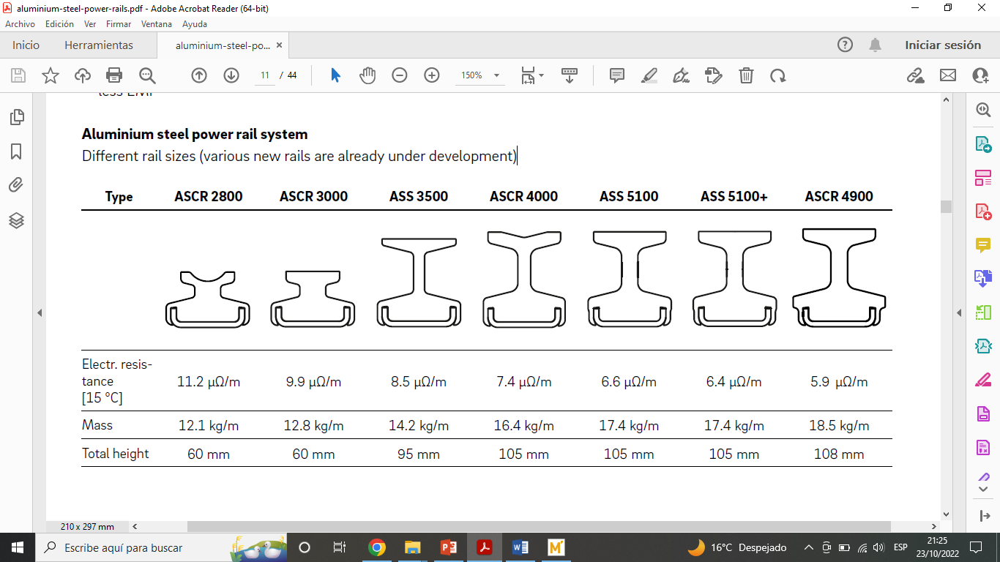 aluminium-steel-power-rails.pdf - Adobe Acrobat Reader (64-bit)
Archivo Edición Ver Firmar Ventana Ayuda
Inicio Herramientas aluminium-steel-po... × Iniciar sesión
11 / 44 150%
less EMI
Aluminium steel power rail system
Different rail sizes (various new rails are already under development)
Type ASCR 2800 ASCR 3000 ASS 3500 ASCR 4000 ASS 5100 ASS 5100+ ASCR 4900
Electr. resis-
tance 11.2 µΩ/m 9.9 µΩ/m 8.5 µΩ/m 7.4 µΩ/m 6.6 µΩ/m 6.4 µΩ/m 5.9 µΩ/m
[15 °C]
Mass 12.1 kg/m 12.8 kg/m 14.2 kg/m 16.4 kg/m 17.4 kg/m 17.4 kg/m 18.5 kg/m
Total height 60 mm 60 mm 95 mm 105 mm 105 mm 105 mm 108 mm
210 x 297 mm
Escribe aquí para buscar 16°C Despejado ESP 21:25
23/10/2022